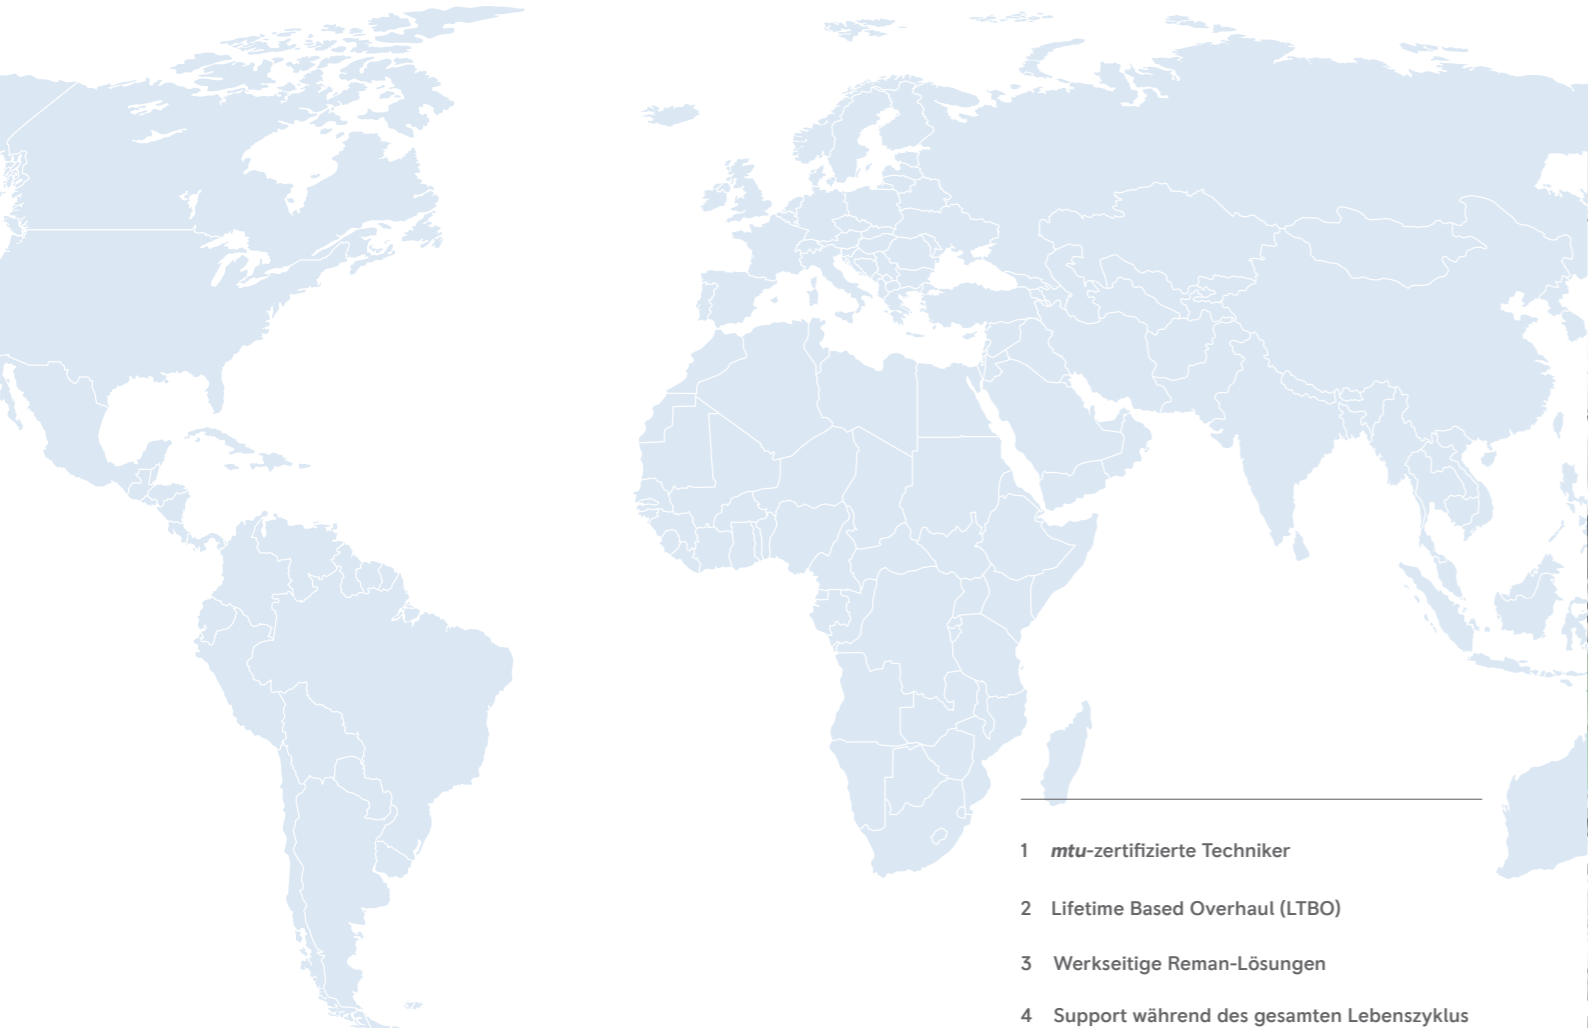 1 mtu-zertifizierte Techniker
2 Lifetime Based Overhaul (LTBO)
3 Werkseitige Reman-Lösungen
4 Support während des gesamten Lebenszyklus